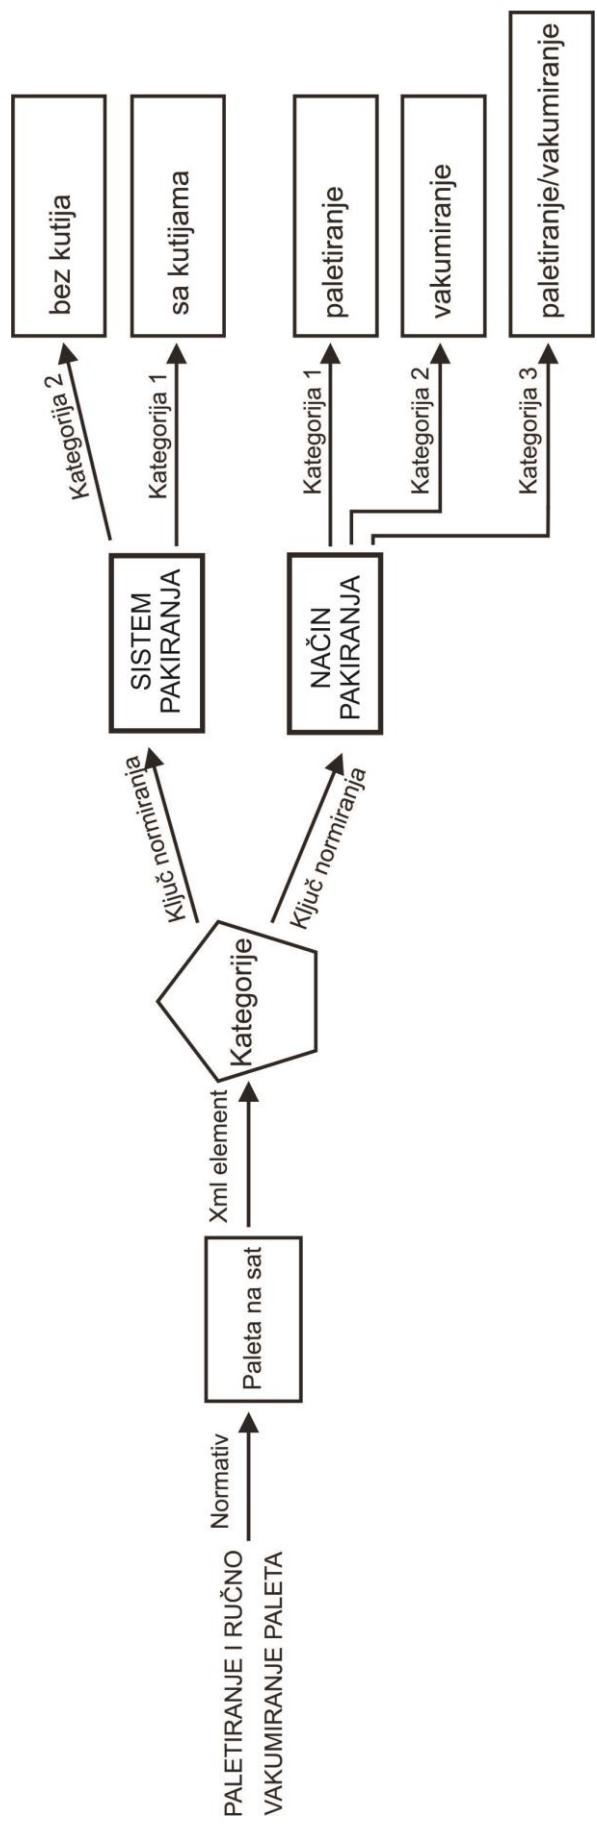 PALETIRANJE I RUČNO
VAKUMIRANJE PALETA
Normativ
Paleta na sat
Xml element
Kategorije
Ključ normiranja
SISTEM
PAKIRANJA
Kategorija 2
bez kutija
Kategorija 1
sa kutijama
Ključ normiranja
NAČIN
PAKIRANJA
Kategorija 1
paletiranje
Kategorija 2
vakumiranje
Kategorija 3
paletiranje/vakumiranje